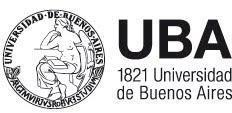 UNIVERSIDAD DE BUENOS AIRES
UBA
1821 Universidad
de Buenos Aires